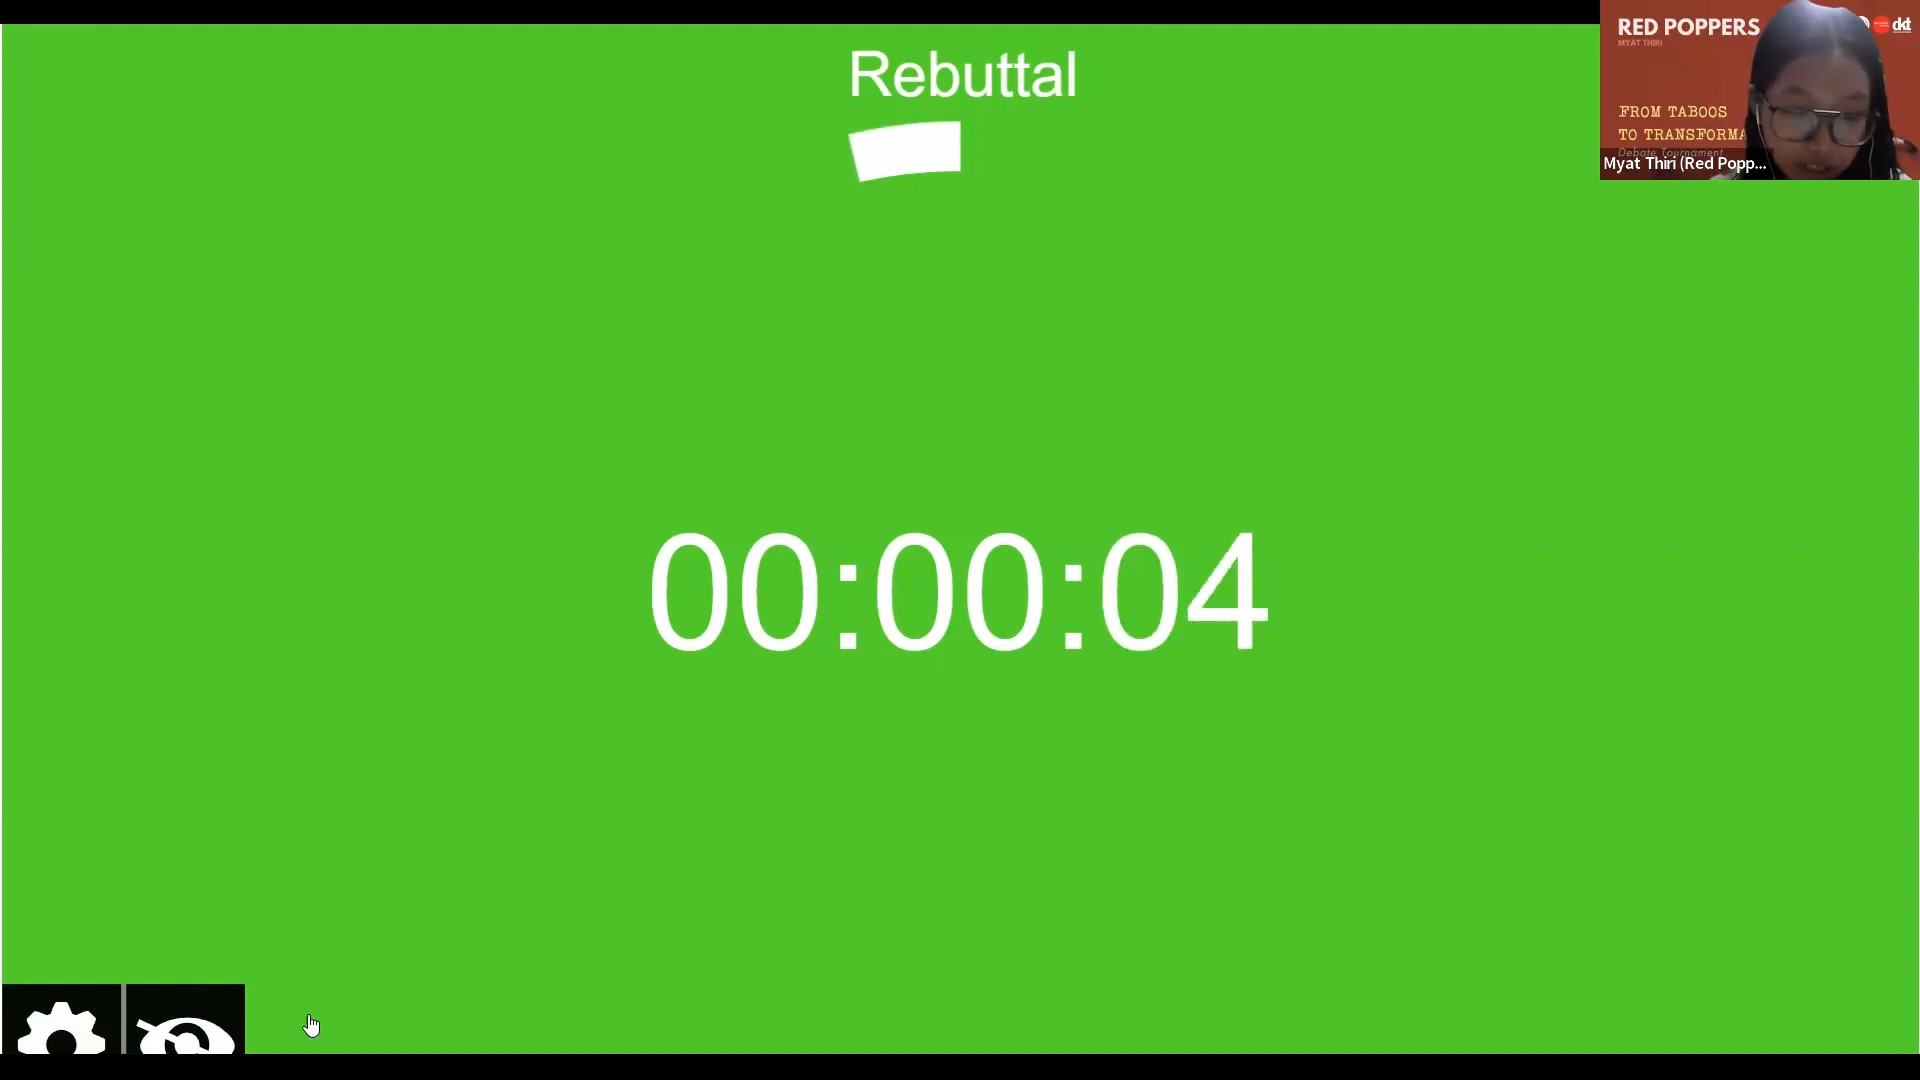 Rebuttal
00:00:04
RED POPPERS
MYAT THIRI
dkt
FROM TABOOS
TO TRANSFORMA
Debate Tournament
Myat Thiri (Red Popp...